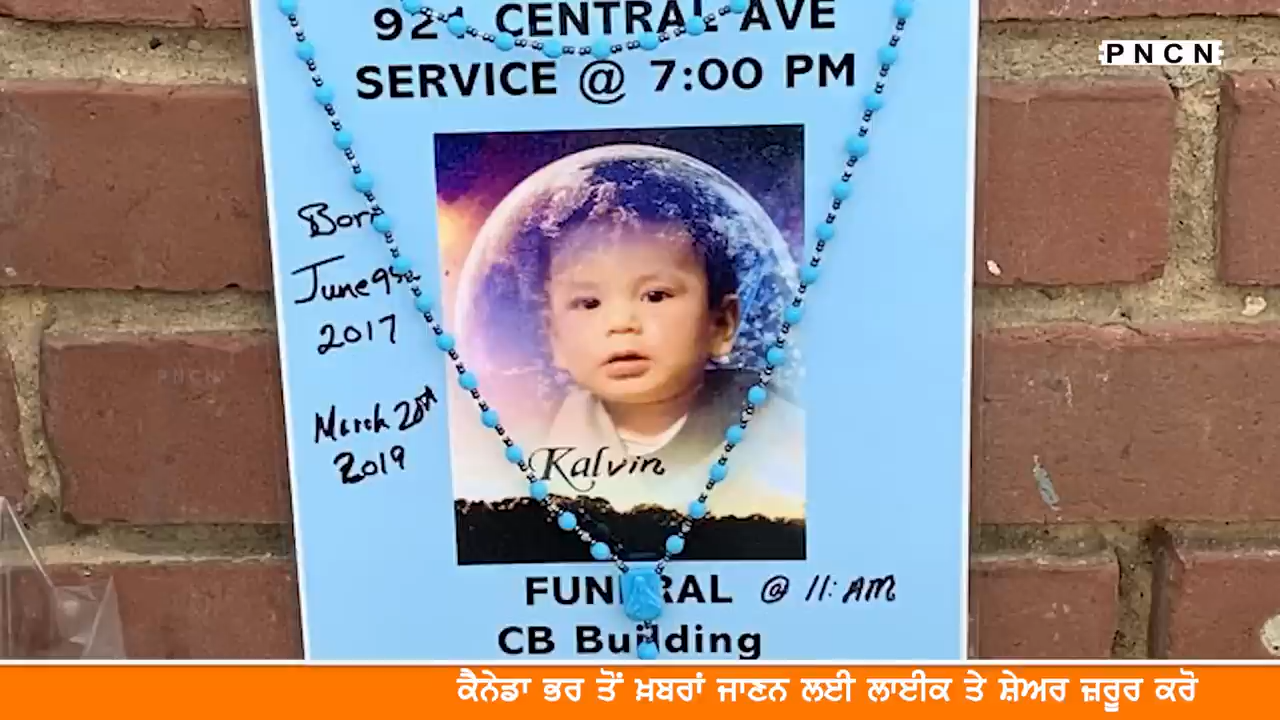 921 CENTRAL AVE
SERVICE @ 7:00 PM
PNCN
Born
June 9th
2017
March 20th
2019
Kalvin
FUNERAL @ 11: AM
CB Building
ਕੈਨੇਡਾ ਭਰ ਤੋਂ ਖ਼ਬਰਾਂ ਜਾਣਨ ਲਈ ਲਾਈਕ ਤੇ ਸ਼ੇਅਰ ਜ਼ਰੂਰ ਕਰੋ